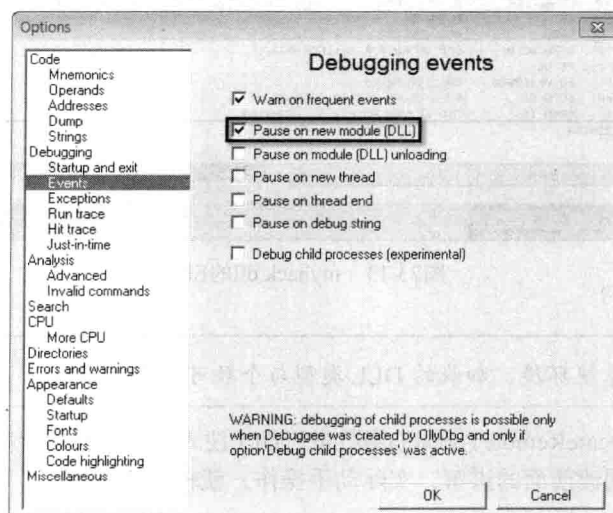 Options
Code
Mnemonics
Operands
Addresses
Dump
Strings
Debugging
Startup and exit
Events
Exceptions
Run trace
Hit trace
Just-in-time
Analysis
Advanced
Invalid commands
Search
CPU
More CPU
Directories
Errors and warnings
Appearance
Defaults
Startup
Fonts
Colours
Code highlighting
Miscellaneous
Debugging events
Warn on frequent events
Pause on new module (DLL)
Pause on module (DLL) unloading
Pause on new thread
Pause on thread end
Pause on debug string
Debug child processes (experimental)
WARNING: debugging of child processes is possible only
when Debuggee was created by OllyDbg and only if
option'Debug child processes' was active.
OK
Cancel